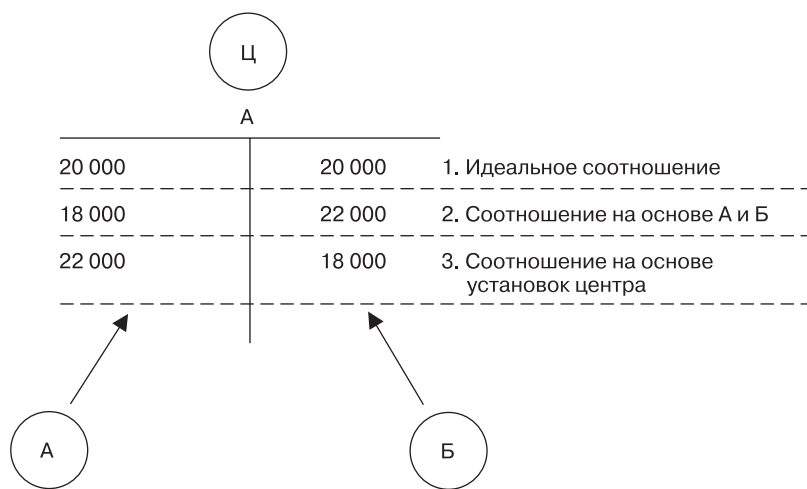 Ц
А
20 000 20 000 1. Идеальное соотношение
18 000 22 000 2. Соотношение на основе А и Б
22 000 18 000 3. Соотношение на основе
установок центра
А Б